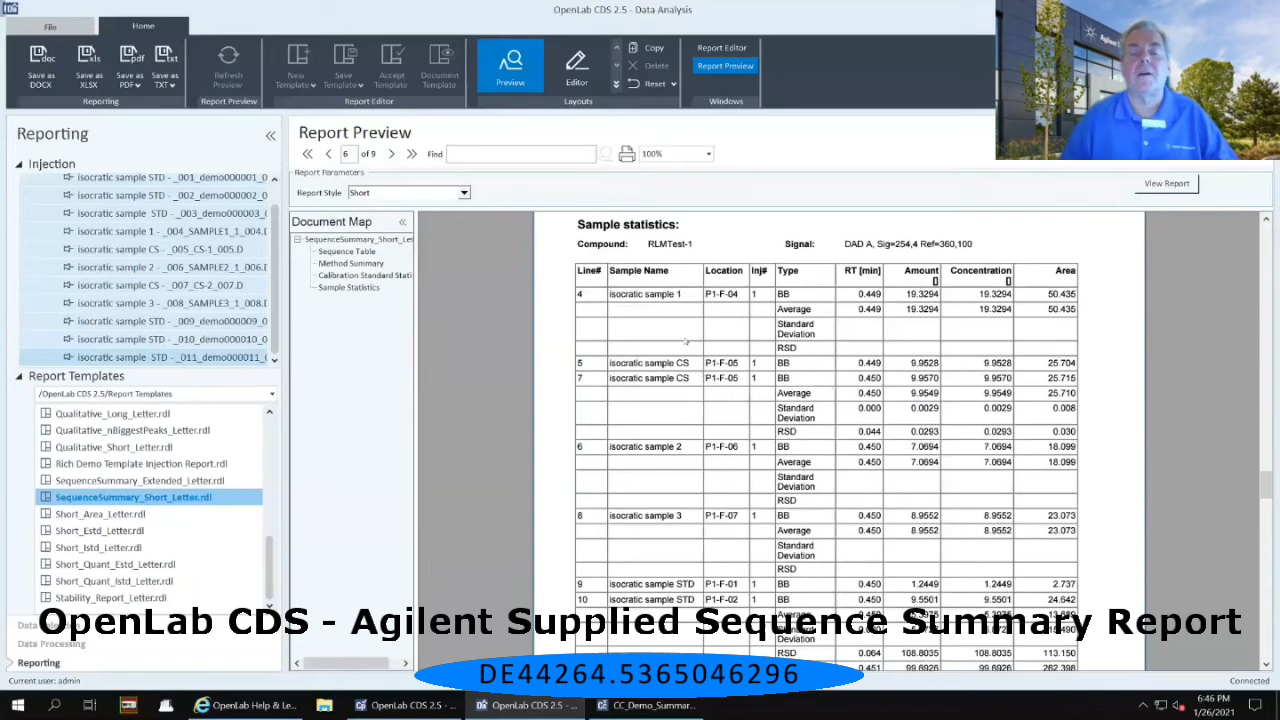 OpenLab CDS 2.5 - Data Analysis
File
Home
Save as DOCX
Save as XLSX
Save as PDF
Save as TXT
Refresh Preview
New Template
Save Template
Accept Template
Document Template
Preview
Editor
Copy
Delete
Reset
Report Editor
Report Preview
Reporting
Report Preview
Report Editor
Layouts
Windows
Reporting
Injection
isocratic sample STD - _001_demo000001_0
isocratic sample STD - _002_demo000002_0
isocratic sample  STD - _003_demo000003_0
isocratic sample 1 - _004_SAMPLE1_1_004.D
isocratic sample CS - _005_CS-1_005.D
isocratic sample 2 - _006_SAMPLE2_1_006.D
isocratic sample CS - _007_CS-2_007.D
isocratic sample 3 - _008_SAMPLE3_1_008.D
isocratic sample STD - _009_demo000009_0
isocratic sample STD - _010_demo000010_0
isocratic sample  STD - _011_demo000011_0
Report Templates
/OpenLab CDS 2.5/Report Templates
Qualitative_Long_Letter.rdl
Qualitative_nBiggestPeaks_Letter.rdl
Qualitative_Short_Letter.rdl
Rich Demo Template Injection Report.rdl
SequenceSummary_Extended_Letter.rdl
SequenceSummary_Short_Letter.rdl
Short_Area_Letter.rdl
Short_Estd_Letter.rdl
Short_Istd_Letter.rdl
Short_Quant_Estd_Letter.rdl
Short_Quant_Istd_Letter.rdl
Stability_Report_Letter.rdl
Data Processing
Reporting
Current user: admin
Report Preview
6 of 9 Find 100%
Report Parameters
Report Style Short
View Report
Document Map
SequenceSummary_Short_Let
Sequence Table
Method Summary
Calibration Standard Stati
Sample Statistics
Sample statistics:
Compound: RLMTest-1 Signal: DAD A, Sig=254,4 Ref=360,100
Line# Sample Name Location Inj# Type RT [min] Amount [] Concentration [] Area
4 isocratic sample 1 P1-F-04 1 BB 0.449 19.3294 19.3294 50.435
Average 0.449 19.3294 19.3294 50.435
Standard Deviation
RSD
5 isocratic sample CS P1-F-05 1 BB 0.449 9.9528 9.9528 25.704
7 isocratic sample CS P1-F-05 1 BB 0.450 9.9570 9.9570 25.715
Average 0.450 9.9549 9.9549 25.710
Standard Deviation 0.000 0.0029 0.0029 0.008
RSD 0.044 0.0293 0.0293 0.030
6 isocratic sample 2 P1-F-06 1 BB 0.450 7.0694 7.0694 18.099
Average 0.450 7.0694 7.0694 18.099
Standard Deviation
RSD
8 isocratic sample 3 P1-F-07 1 BB 0.450 8.9552 8.9552 23.073
Average 0.450 8.9552 8.9552 23.073
Standard Deviation
RSD
9 isocratic sample STD P1-F-01 1 BB 0.450 1.2449 1.2449 2.737
10 isocratic sample STD P1-F-02 1 BB 0.450 9.5501 9.5501 24.642
RSD 0.064 108.8035 108.8035 113.150
0.451 99.6926 99.6926 262.398
OpenLab CDS - Agilent Supplied Sequence Summary Report
DE44264.5365046296
Connected
OpenLab Help & Le...
OpenLab CDS 2.5 - ...
OpenLab CDS 2.5 - ...
CC_Demo_Summar...
6:46 PM
1/26/2021